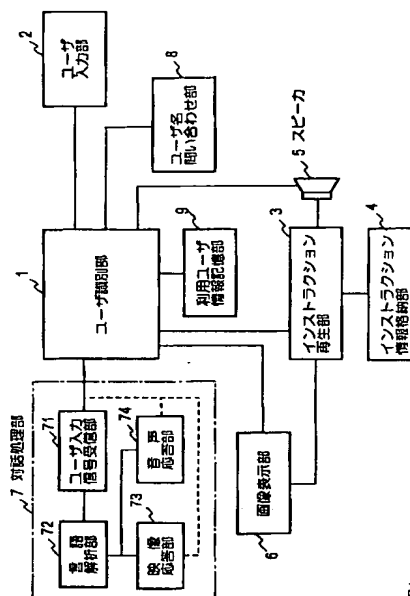 7 対話処理部
72
言語
解析部
71
ユーザ入力
信号受信部
73
映像
応答部
74
音声
応答部
1
ユーザ識別部
2
ユーザ
入力部
8
ユーザ名
問い合わせ部
9
利用ユーザ
情報記憶部
5 スピーカ
3
インストラクション
再生部
4
インストラクション
情報格納部
画像表示部
6